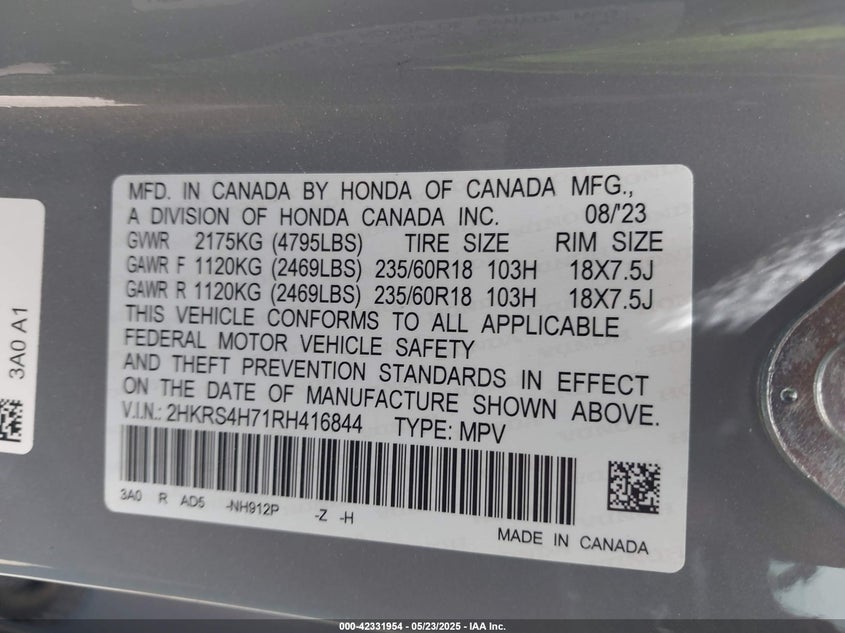 MFD. IN CANADA BY HONDA OF CANADA MFG.,
A DIVISION OF HONDA CANADA INC. 08/'23
GVWR 2175KG (4795LBS) TIRE SIZE RIM SIZE
GAWR F 1120KG (2469LBS) 235/60R18 103H 18X7.5J
GAWR R 1120KG (2469LBS) 235/60R18 103H 18X7.5J
THIS VEHICLE CONFORMS TO ALL APPLICABLE
FEDERAL MOTOR VEHICLE SAFETY
AND THEFT PREVENTION STANDARDS IN EFFECT
ON THE DATE OF MANUFACTURE SHOWN ABOVE.
V.I.N.: 2HKRS4H71RH416844 TYPE: MPV
3A0 R AD5 -NH912P -Z -H
MADE IN CANADA
3A0 A1
000-42331954 / 05/23/2025 - IAA Inc.